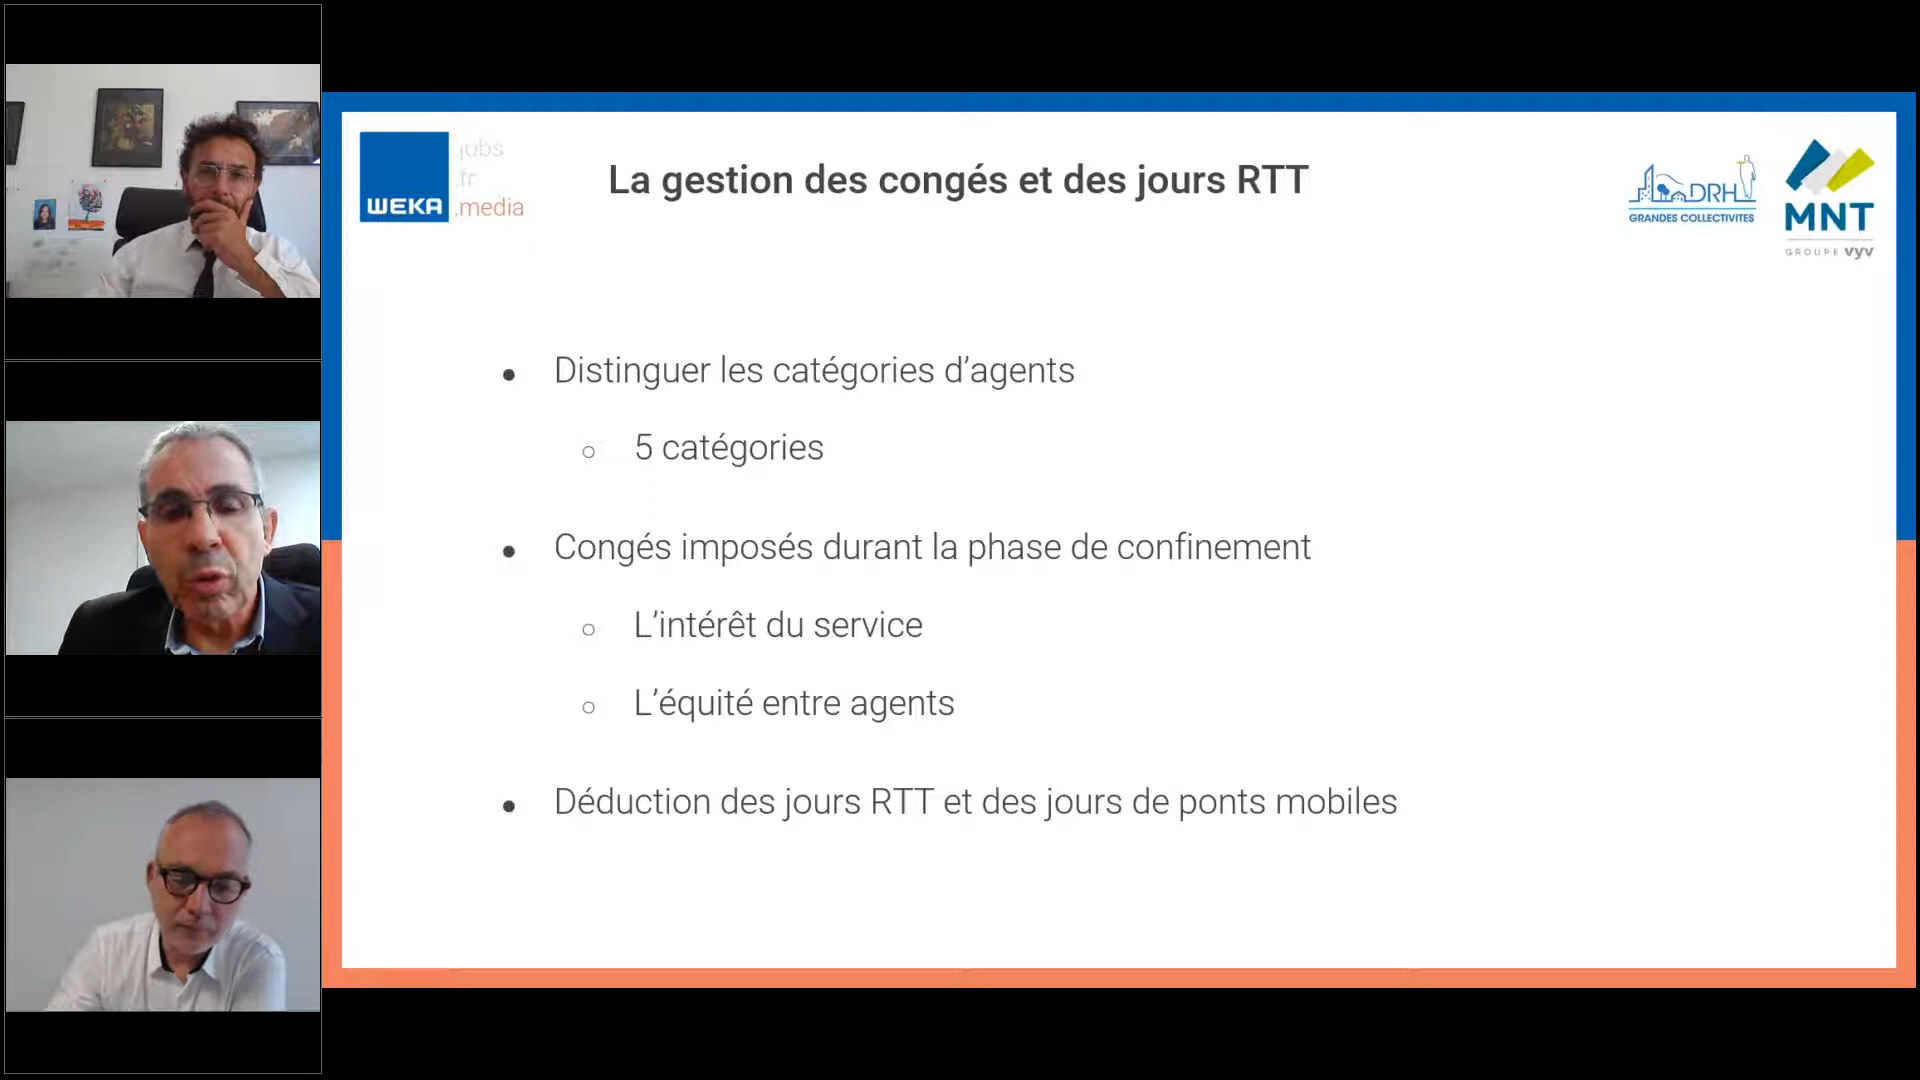 WEKA
jobs
.fr
.media
La gestion des congés et des jours RTT
DRH
GRANDES COLLECTIVITES
MNT
GROUPE vyv
● Distinguer les catégories d’agents
○ 5 catégories
● Congés imposés durant la phase de confinement
○ L’intérêt du service
○ L’équité entre agents
● Déduction des jours RTT et des jours de ponts mobiles